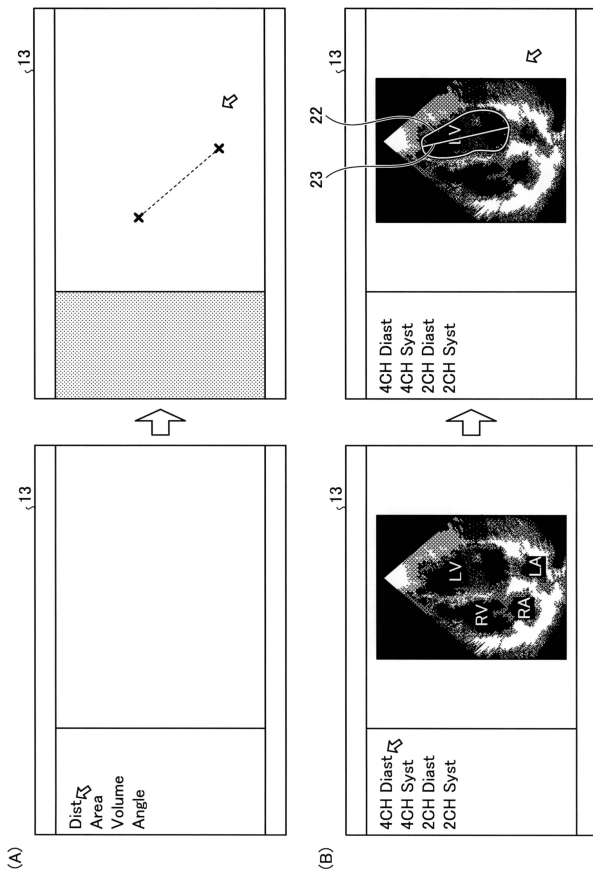 (A)
13
Dist
Area
Volume
Angle
13
(B)
13
4CH Diast
4CH Syst
2CH Diast
2CH Syst
RV
LV
RA
LA
13
4CH Diast
4CH Syst
2CH Diast
2CH Syst
LV
23
22